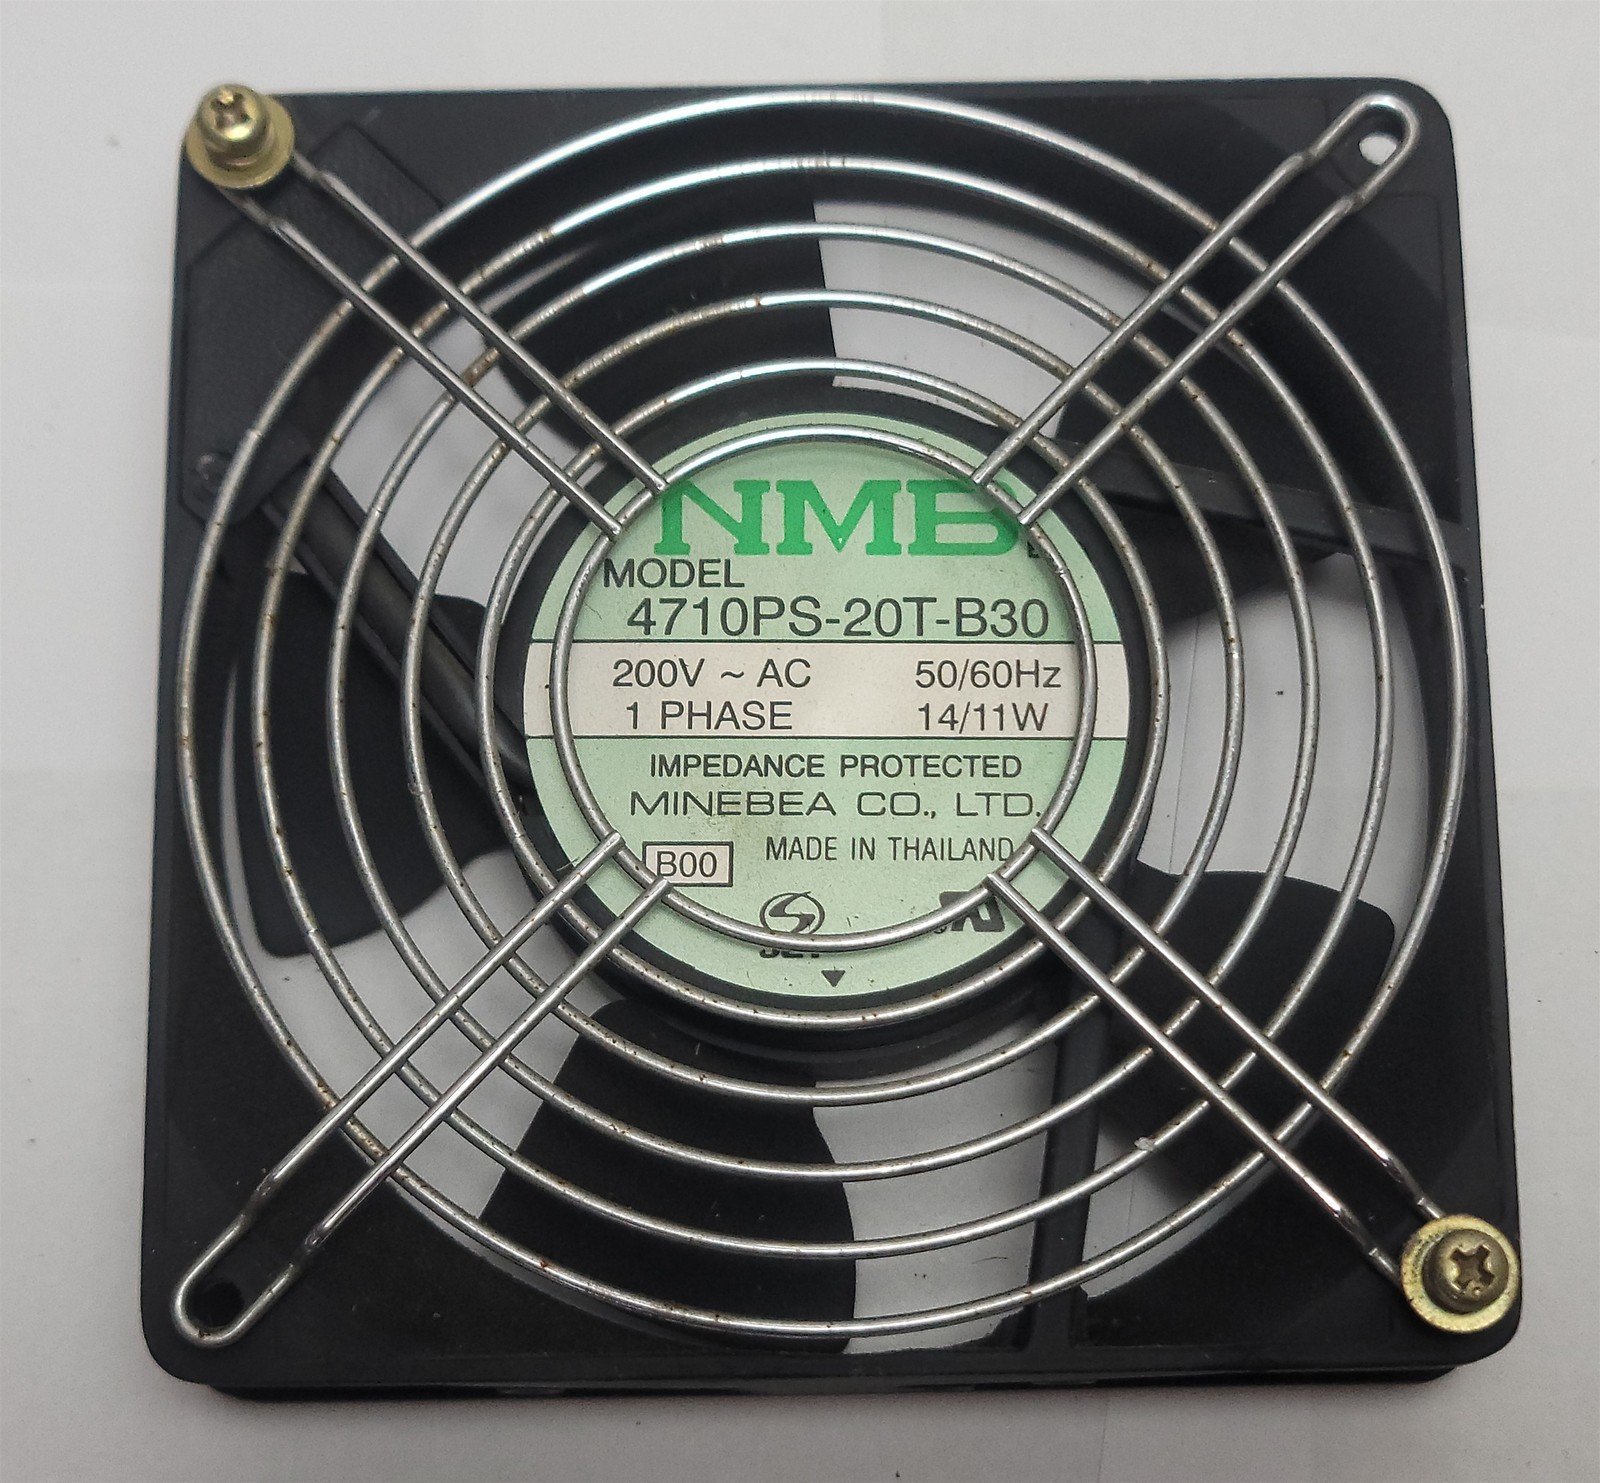 NMB
MODEL
4710PS-20T-B30
200V ~ AC 50/60Hz
1 PHASE 14/11W
IMPEDANCE PROTECTED
MINEBEA CO., LTD.
MADE IN THAILAND
B00